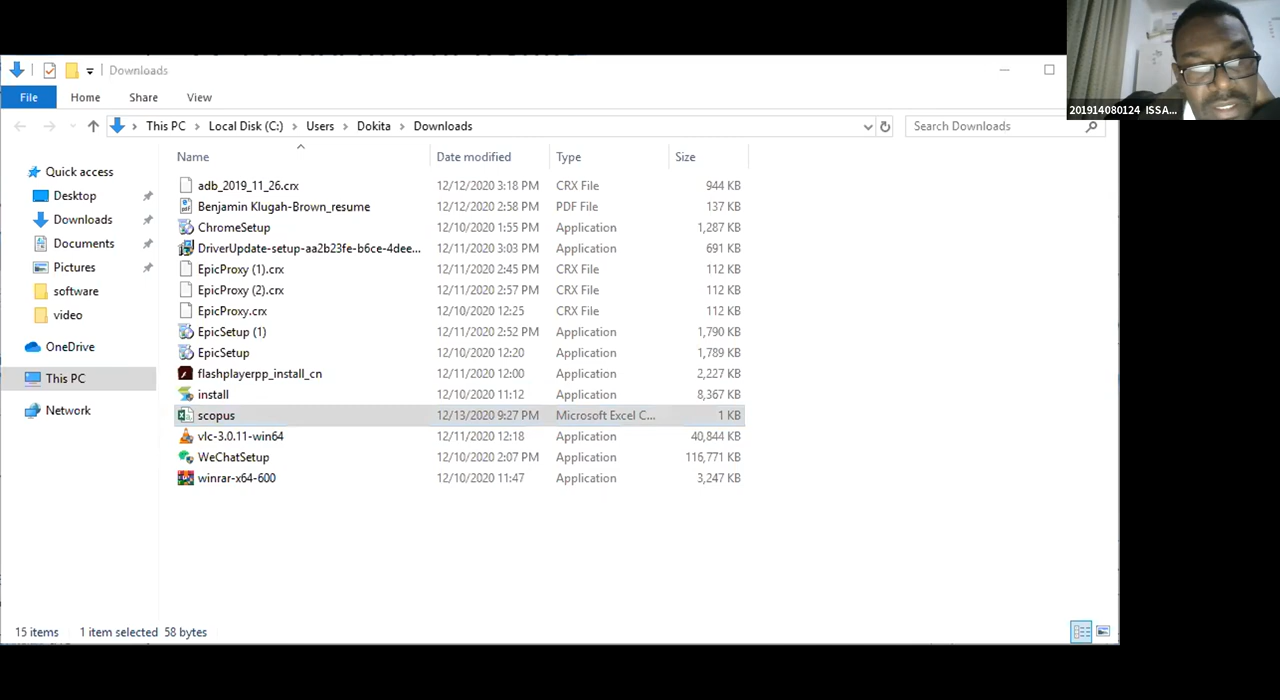 Downloads
File Home Share View
This PC Local Disk (C:) Users Dokita Downloads Search Downloads
201914080124 ISSA...
Name Date modified Type Size
Quick access
Desktop
Downloads
Documents
Pictures
software
video
OneDrive
This PC
Network
adb_2019_11_26.crx 12/12/2020 3:18 PM CRX File 944 KB
Benjamin Klugah-Brown_resume 12/12/2020 2:58 PM PDF File 137 KB
ChromeSetup 12/10/2020 1:55 PM Application 1,287 KB
DriverUpdate-setup-aa2b23fe-b6ce-4dee... 12/11/2020 3:03 PM Application 691 KB
EpicProxy (1).crx 12/11/2020 2:45 PM CRX File 112 KB
EpicProxy (2).crx 12/11/2020 2:57 PM CRX File 112 KB
EpicProxy.crx 12/10/2020 12:25 CRX File 112 KB
EpicSetup (1) 12/11/2020 2:52 PM Application 1,790 KB
EpicSetup 12/10/2020 12:20 Application 1,789 KB
flashplayerpp_install_cn 12/11/2020 12:00 Application 2,227 KB
install 12/10/2020 11:12 Application 8,367 KB
scopus 12/13/2020 9:27 PM Microsoft Excel C... 1 KB
vlc-3.0.11-win64 12/11/2020 12:18 Application 40,844 KB
WeChatSetup 12/10/2020 2:07 PM Application 116,771 KB
winrar-x64-600 12/10/2020 11:47 Application 3,247 KB
15 items 1 item selected 58 bytes